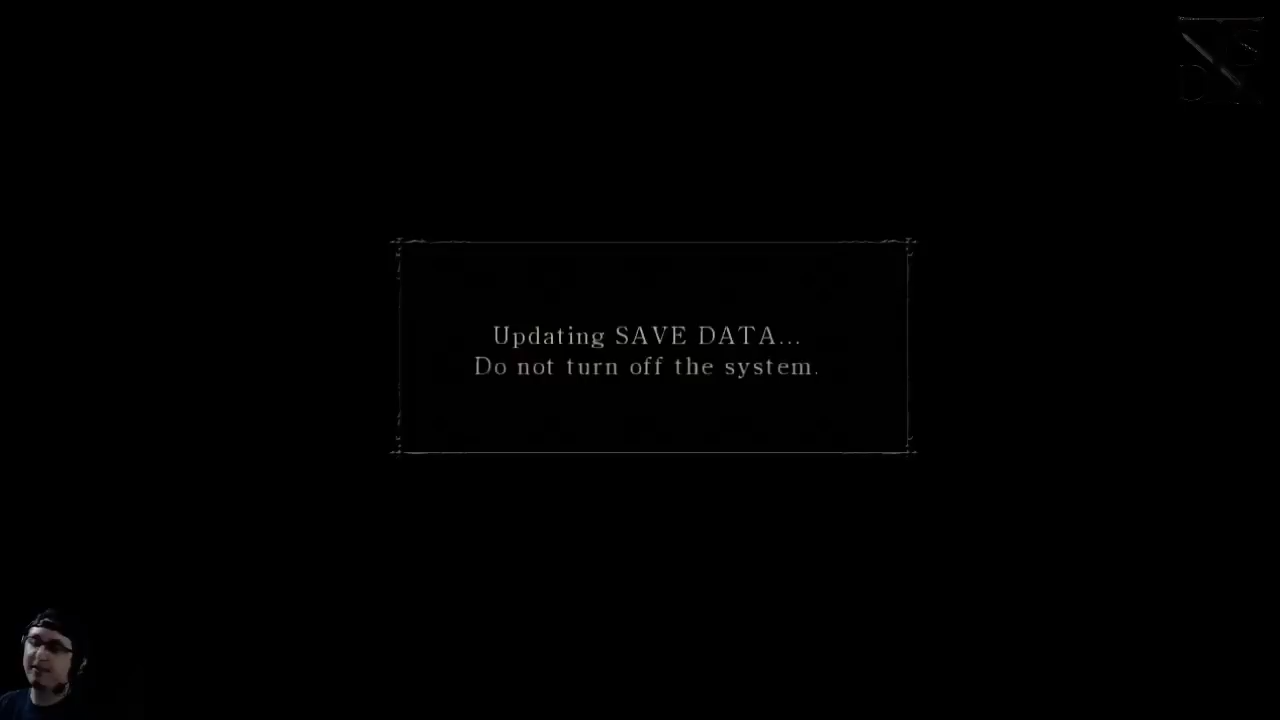 Updating SAVE DATA...
Do not turn off the system.